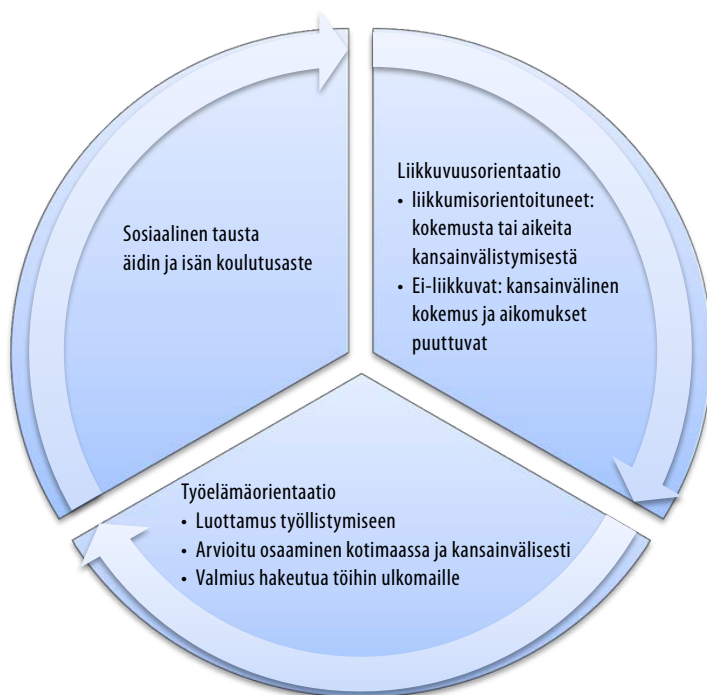 Sosiaalinen tausta
äidin ja isän koulutusaste
Liikkuvuusorientaatio
• liikkumisorientoituneet:
kokemusta tai aikeita
kansainvälistymisestä
• Ei-liikkuvat: kansainvälinen
kokemus ja aikomukset
puuttuvat
Työelämäorientaatio
• Luottamus työllistymiseen
• Arvioitu osaaminen kotimaassa ja kansainvälisesti
• Valmius hakeutua töihin ulkomaille